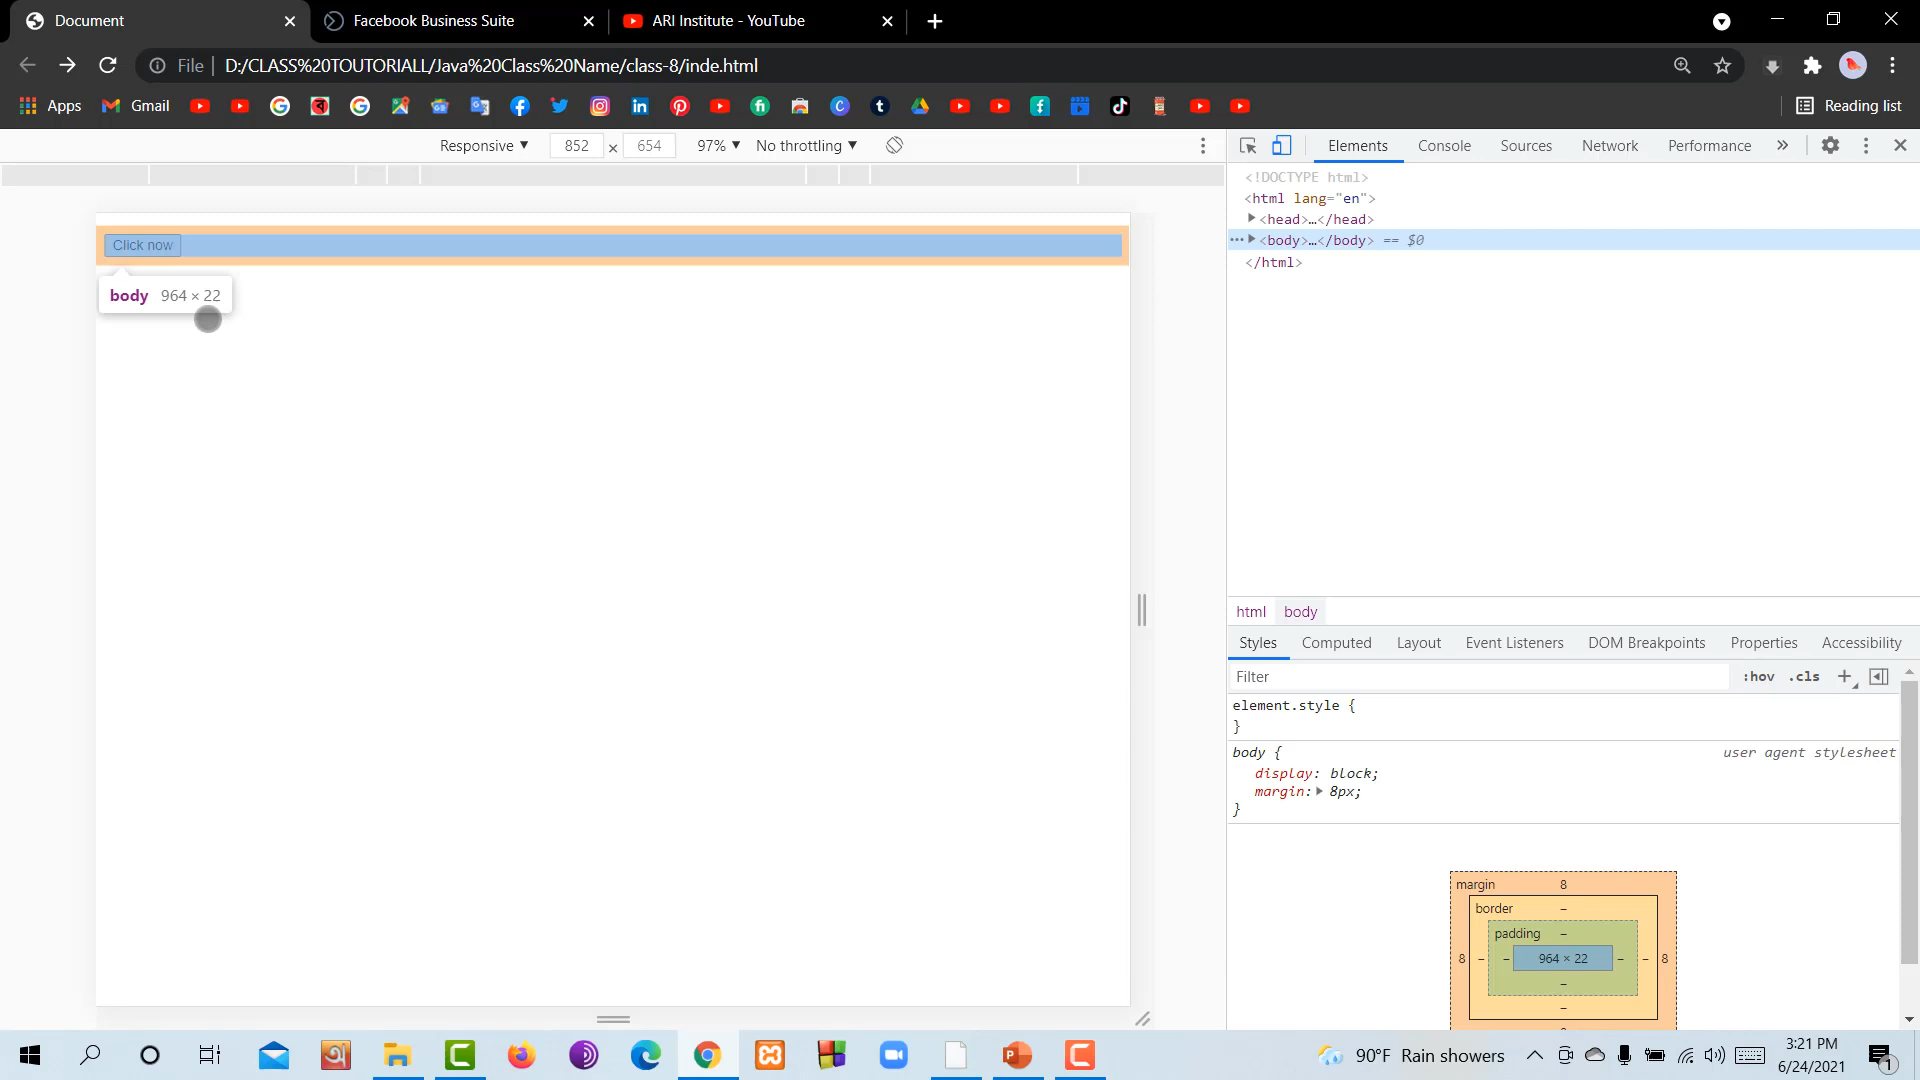 Document
Facebook Business Suite
ARI Institute - YouTube
File
D:/CLASS%20TOUTORIALL/Java%20Class%20Name/class-8/inde.html
Apps
Gmail
Reading list
Responsive
852
×
654
97%
No throttling
Elements
Console
Sources
Network
Performance
<!DOCTYPE html>
<html lang="en">
<head>…</head>
<body>…</body> == $0
</html>
Click now
body 964 × 22
html
body
Styles
Computed
Layout
Event Listeners
DOM Breakpoints
Properties
Accessibility
Filter
:hov
.cls
element.style {
}
body {
user agent stylesheet
display: block;
margin: 8px;
}
margin
8
border
–
padding
–
8
–
–
964 × 22
–
–
8
–
–
90°F Rain showers
3:21 PM
6/24/2021
1